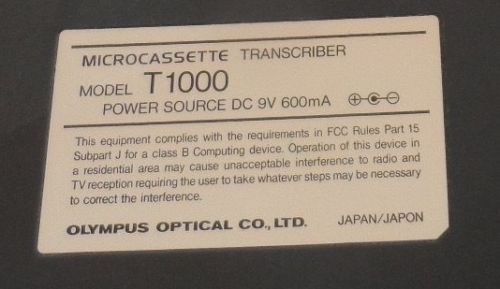 MICROCASSETTE TRANSCRIBER
MODEL T1000
POWER SOURCE DC 9V 600mA
This equipment complies with the requirements in FCC Rules Part 15
Subpart J for a class B Computing device. Operation of this device in
a residential area may cause unacceptable interference to radio and
TV reception requiring the user to take whatever steps may be necessary
to correct the interference.
OLYMPUS OPTICAL CO., LTD. JAPAN/JAPON